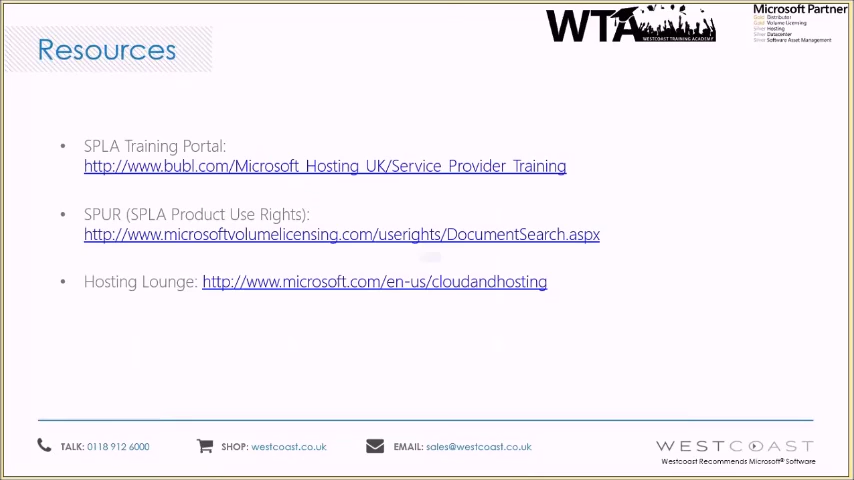 WTA
WESTCOAST TRAINING ACADEMY
Microsoft Partner
Gold Distributor
Gold Volume Licensing
Silver Hosting
Silver Datacenter
Silver Software Asset Management
Resources
• SPLA Training Portal:
http://www.bubl.com/Microsoft_Hosting_UK/Service_Provider_Training
• SPUR (SPLA Product Use Rights):
http://www.microsoftvolumelicensing.com/userights/DocumentSearch.aspx
• Hosting Lounge: http://www.microsoft.com/en-us/cloudandhosting
TALK: 0118 912 6000
SHOP: westcoast.co.uk
EMAIL: sales@westcoast.co.uk
WESTCOAST
Westcoast Recommends Microsoft® Software